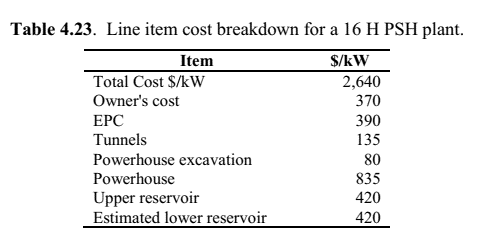 Table 4.23. Line item cost breakdown for a 16 H PSH plant.
Item $/kW
Total Cost $/kW 2,640
Owner's cost 370
EPC 390
Tunnels 135
Powerhouse excavation 80
Powerhouse 835
Upper reservoir 420
Estimated lower reservoir 420